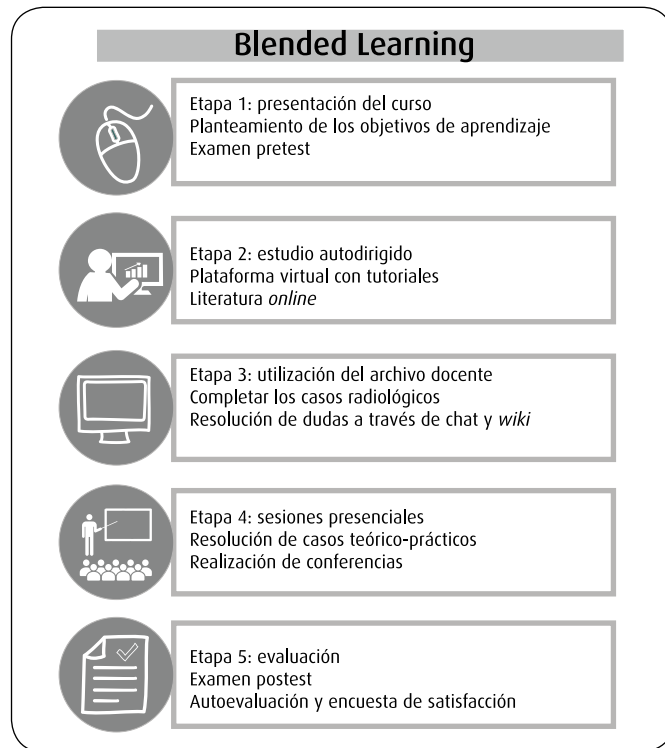 Blended Learning
Etapa 1: presentación del curso
Planteamiento de los objetivos de aprendizaje
Examen pretest
Etapa 2: estudio autodirigido
Plataforma virtual con tutoriales
Literatura online
Etapa 3: utilización del archivo docente
Completar los casos radiológicos
Resolución de dudas a través de chat y wiki
Etapa 4: sesiones presenciales
Resolución de casos teórico-prácticos
Realización de conferencias
Etapa 5: evaluación
Examen postest
Autoevaluación y encuesta de satisfacción